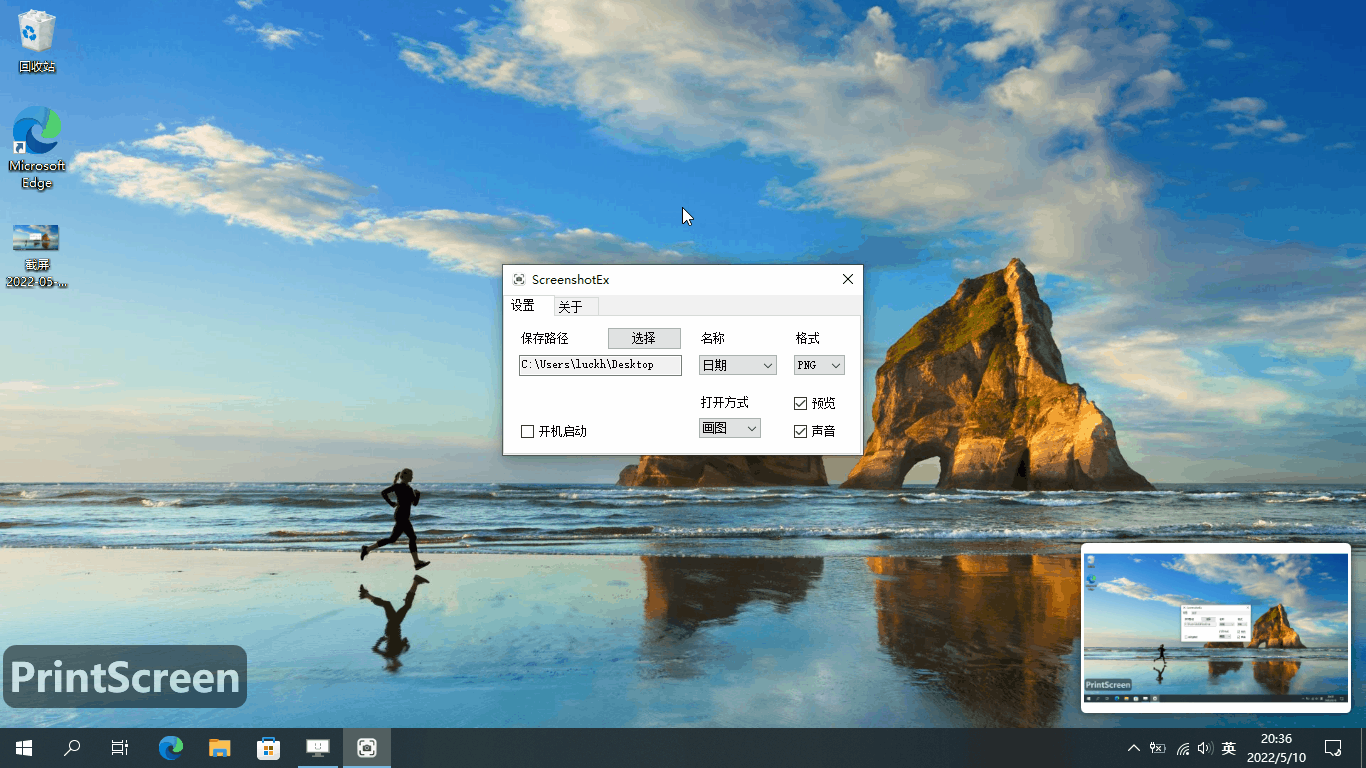 回收站
Microsoft
Edge
截屏
2022-05-...
ScreenshotEx
设置
关于
保存路径
选择
名称
格式
C:\Users\luckh\Desktop
日期
PNG
打开方式
预览
开机启动
画图
声音
PrintScreen
PrintScreen
英
20:36
2022/5/10